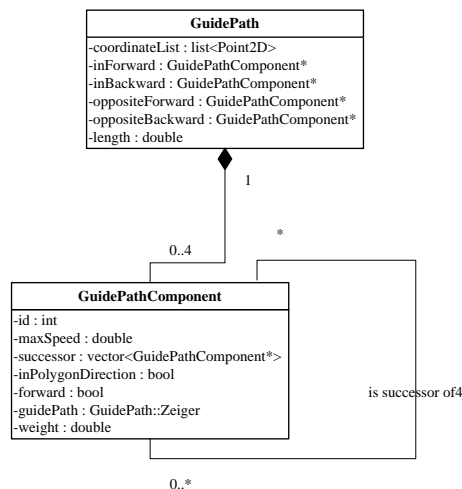 GuidePath
-coordinateList : list<Point2D>
-inForward : GuidePathComponent*
-inBackward : GuidePathComponent*
-oppositeForward : GuidePathComponent*
-oppositeBackward : GuidePathComponent*
-length : double
1
0..4
*
GuidePathComponent
-id : int
-maxSpeed : double
-successor : vector<GuidePathComponent*>
-inPolygonDirection : bool
-forward : bool
-guidePath : GuidePath::Zeiger
-weight : double
is successor of4
0..*